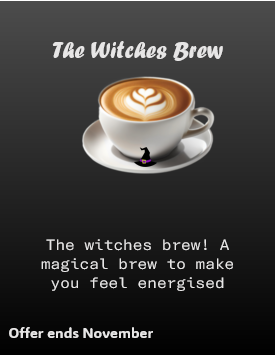 The Witches Brew
The witches brew! A
magical brew to make
you feel energised
Offer ends November